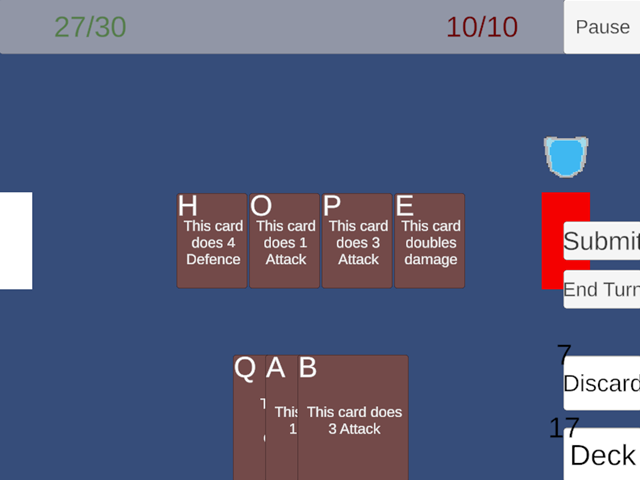 27/30
10/10
Pause
H
This card
does 4
Defence
O
This card
does 1
Attack
P
This card
does 3
Attack
E
This card
doubles
damage
Submit
End Turn
7
Discard
17
Deck
Q
A
This
1
B
This card does
3 Attack